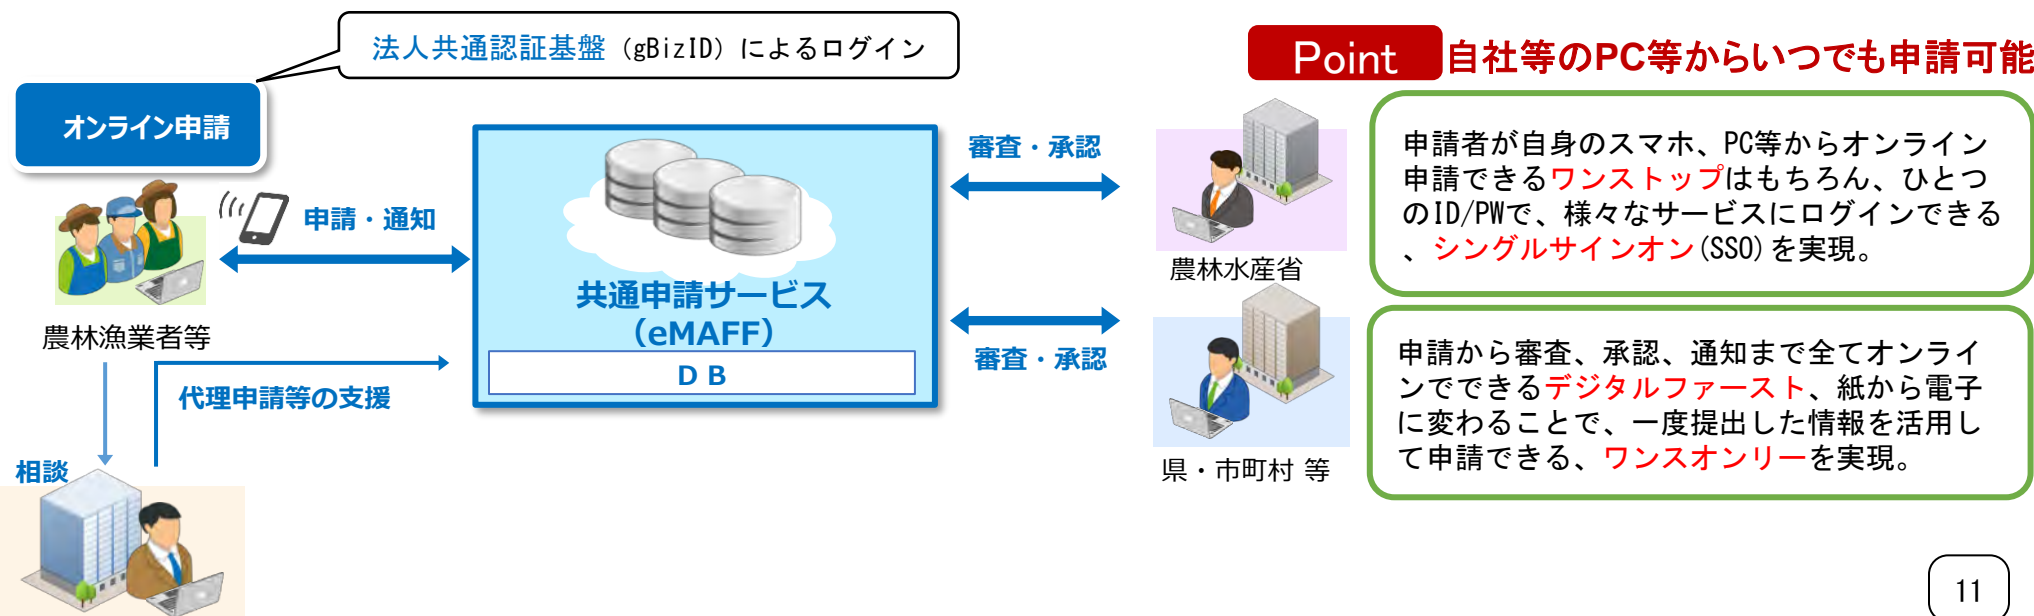 法人共通認証基盤（gBizID）によるログイン
オンライン申請
申請・通知
農林漁業者等
相談
代理申請等の支援
共通申請サービス
（eMAFF）
ＤＢ
審査・承認
審査・承認
農林水産省
県・市町村 等
Point 自社等のPC等からいつでも申請可能
申請者が自身のスマホ、PC等からオンライン
申請できるワンストップはもちろん、ひとつ
のID/PWで、様々なサービスにログインできる
、シングルサインオン(SSO)を実現。
申請から審査、承認、通知まで全てオンライ
ンでできるデジタルファースト、紙から電子
に変わることで、一度提出した情報を活用し
て申請できる、ワンスオンリーを実現。
11